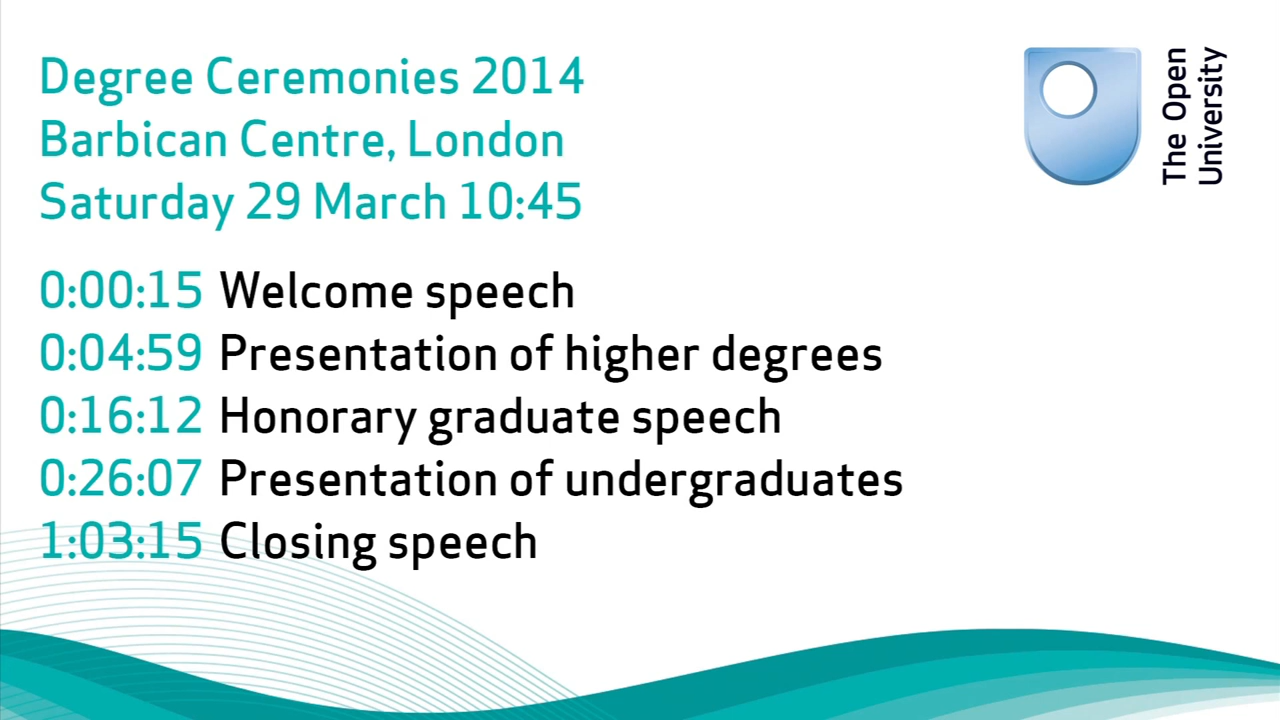 Degree Ceremonies 2014
Barbican Centre, London
Saturday 29 March 10:45
0:00:15 Welcome speech
0:04:59 Presentation of higher degrees
0:16:12 Honorary graduate speech
0:26:07 Presentation of undergraduates
1:03:15 Closing speech
The Open
University